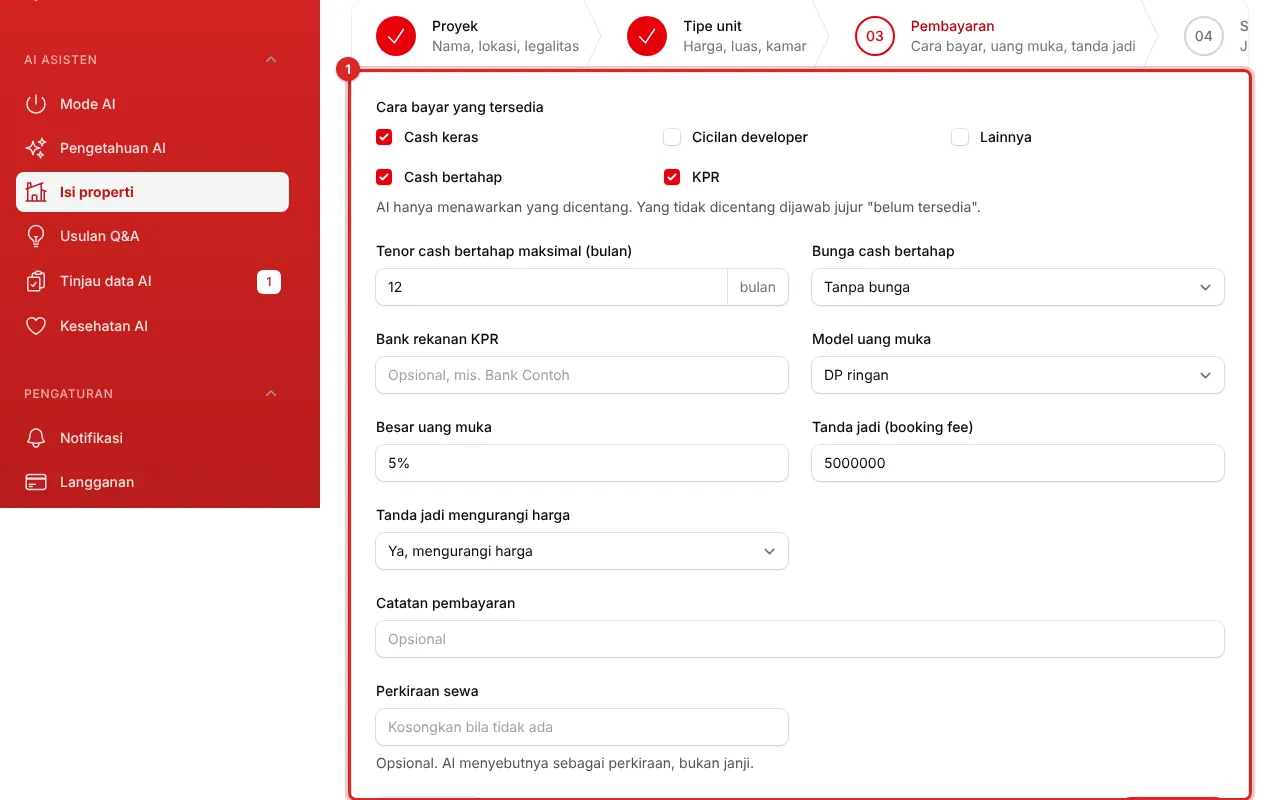 AI ASISTEN
Mode AI
Pengetahuan AI
Isi properti
Usulan Q&A
Tinjau data AI
1
Kesehatan AI
PENGATURAN
Notifikasi
Langganan
Proyek
Nama, lokasi, legalitas
Tipe unit
Harga, luas, kamar
03
Pembayaran
Cara bayar, uang muka, tanda jadi
04
S
J
1
Cara bayar yang tersedia
Cash keras
Cicilan developer
Lainnya
Cash bertahap
KPR
AI hanya menawarkan yang dicentang. Yang tidak dicentang dijawab jujur "belum tersedia".
Tenor cash bertahap maksimal (bulan)
12
bulan
Bunga cash bertahap
Tanpa bunga
Bank rekanan KPR
Opsional, mis. Bank Contoh
Model uang muka
DP ringan
Besar uang muka
5%
Tanda jadi (booking fee)
5000000
Tanda jadi mengurangi harga
Ya, mengurangi harga
Catatan pembayaran
Opsional
Perkiraan sewa
Kosongkan bila tidak ada
Opsional. AI menyebutnya sebagai perkiraan, bukan janji.